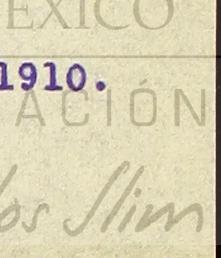 EXICO
1910.
ACIÓN
los Slim